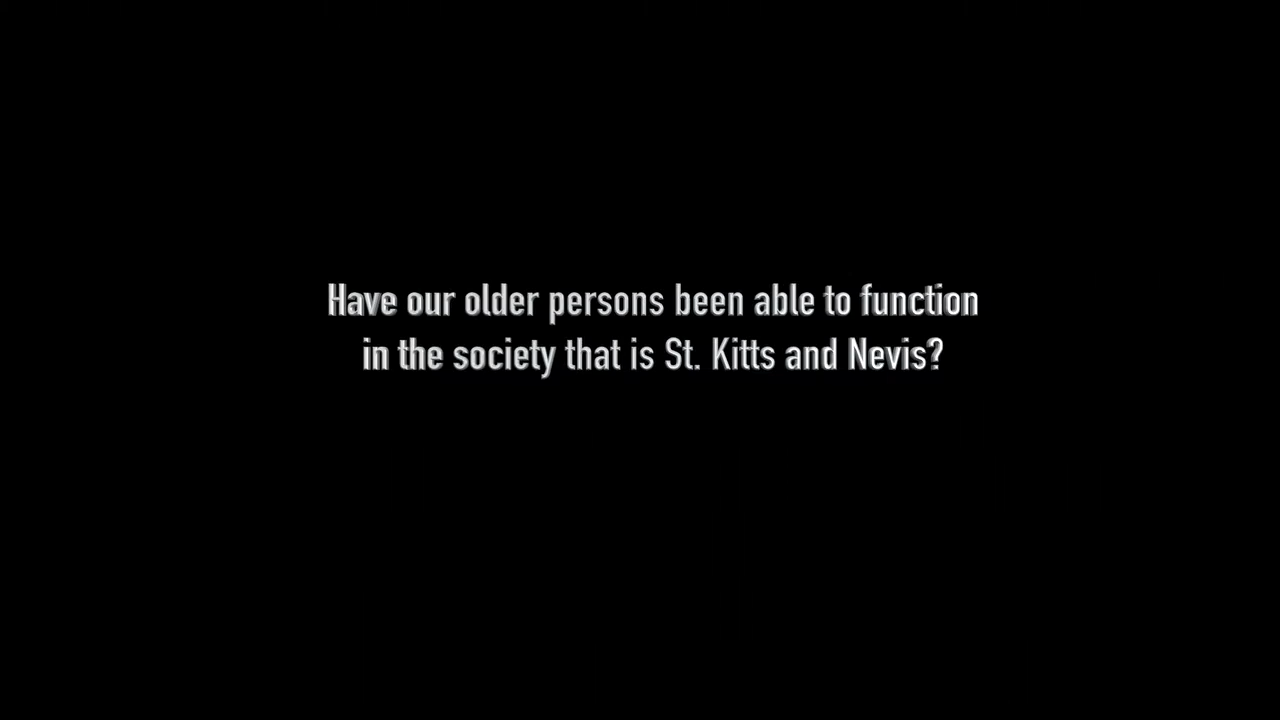 Have our older persons been able to function
in the society that is St. Kitts and Nevis?